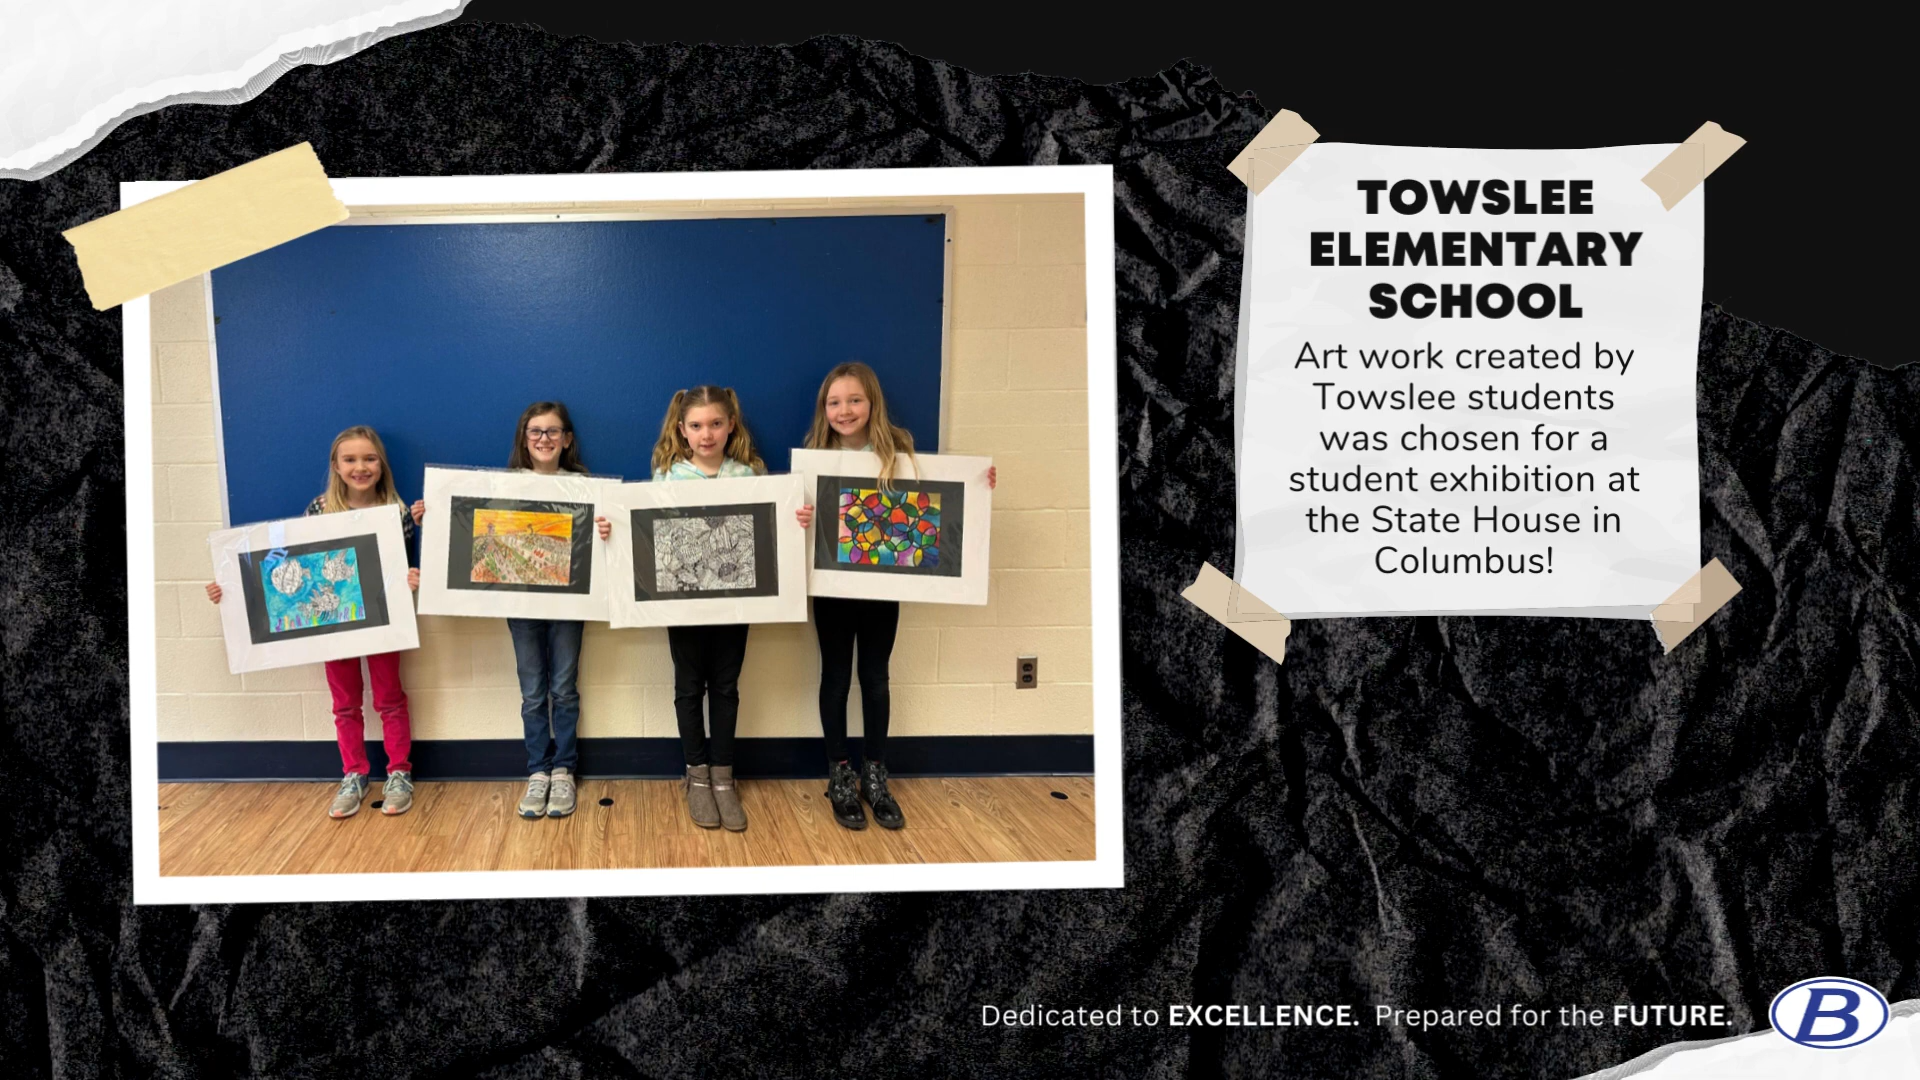 TOWSLEE
ELEMENTARY
SCHOOL
Art work created by
Towslee students
was chosen for a
student exhibition at
the State House in
Columbus!
Dedicated to EXCELLENCE. Prepared for the FUTURE.
B